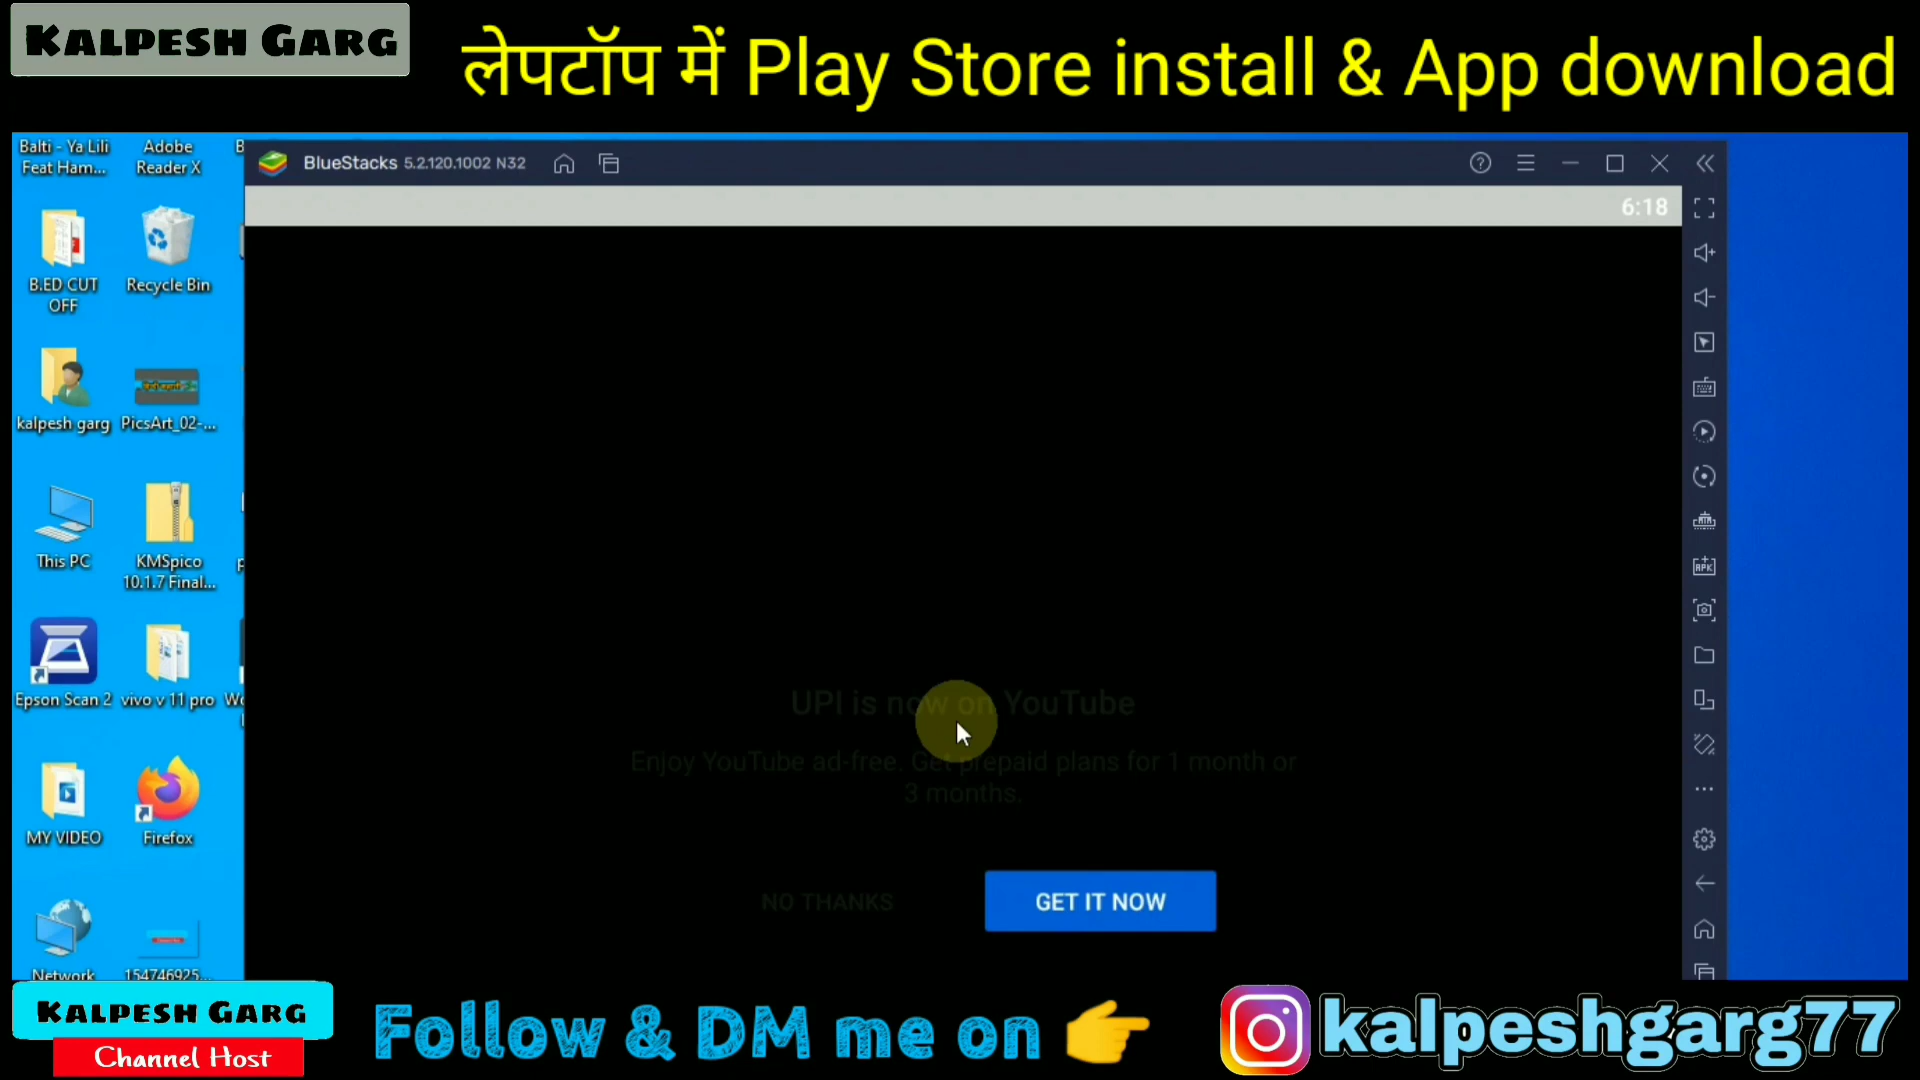 KALPESH GARG
लेपटॉप में Play Store install & App download
Balti - Ya Lili
Feat Ham...
Adobe
Reader X
BlueStacks 5.2.120.1002 N32
6:18
B.ED CUT
OFF
Recycle Bin
kalpesh garg
PicsArt_02-...
This PC
KMSpico
10.1.7 Final...
APK
Epson Scan 2
vivo v 11 pro
UPI is now on YouTube
Enjoy YouTube ad-free. Get prepaid plans for 1 month or
3 months.
MY VIDEO
Firefox
NO THANKS
GET IT NOW
Network
154746925...
KALPESH GARG
Channel Host
Follow & DM me on
kalpeshgarg77